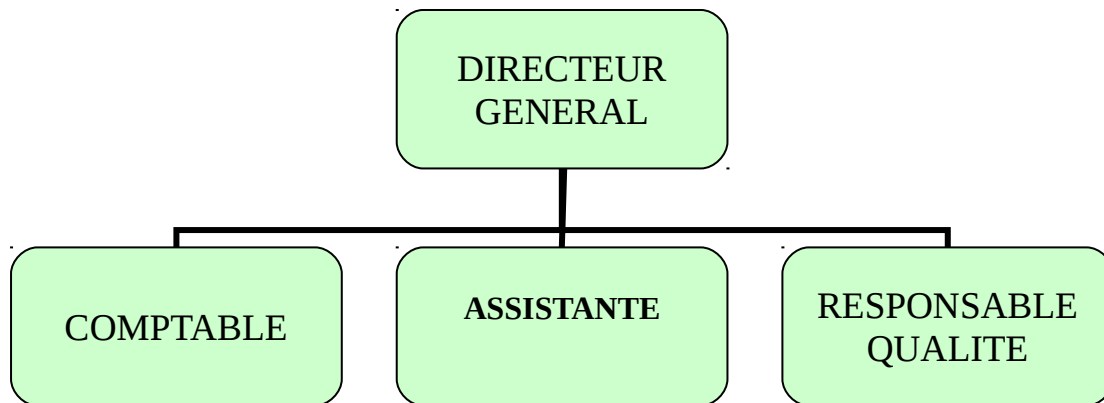 DIRECTEUR
GENERAL
COMPTABLE
ASSISTANTE
RESPONSABLE
QUALITE